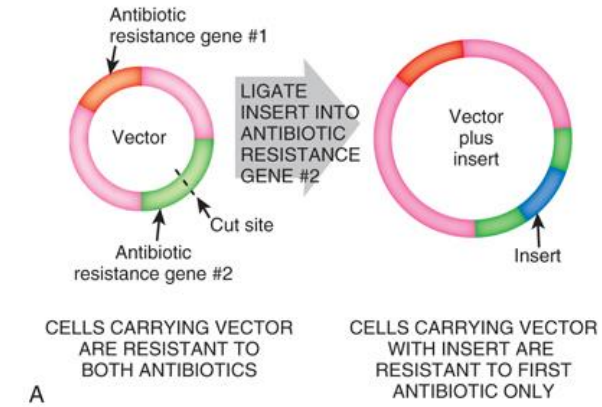 Antibiotic
resistance gene #1
Vector
Cut site
Antibiotic
resistance gene #2
LIGATE
INSERT INTO
ANTIBIOTIC
RESISTANCE
GENE #2
Vector
plus
insert
Insert
CELLS CARRYING VECTOR
ARE RESISTANT TO
BOTH ANTIBIOTICS
CELLS CARRYING VECTOR
WITH INSERT ARE
RESISTANT TO FIRST
ANTIBIOTIC ONLY
A